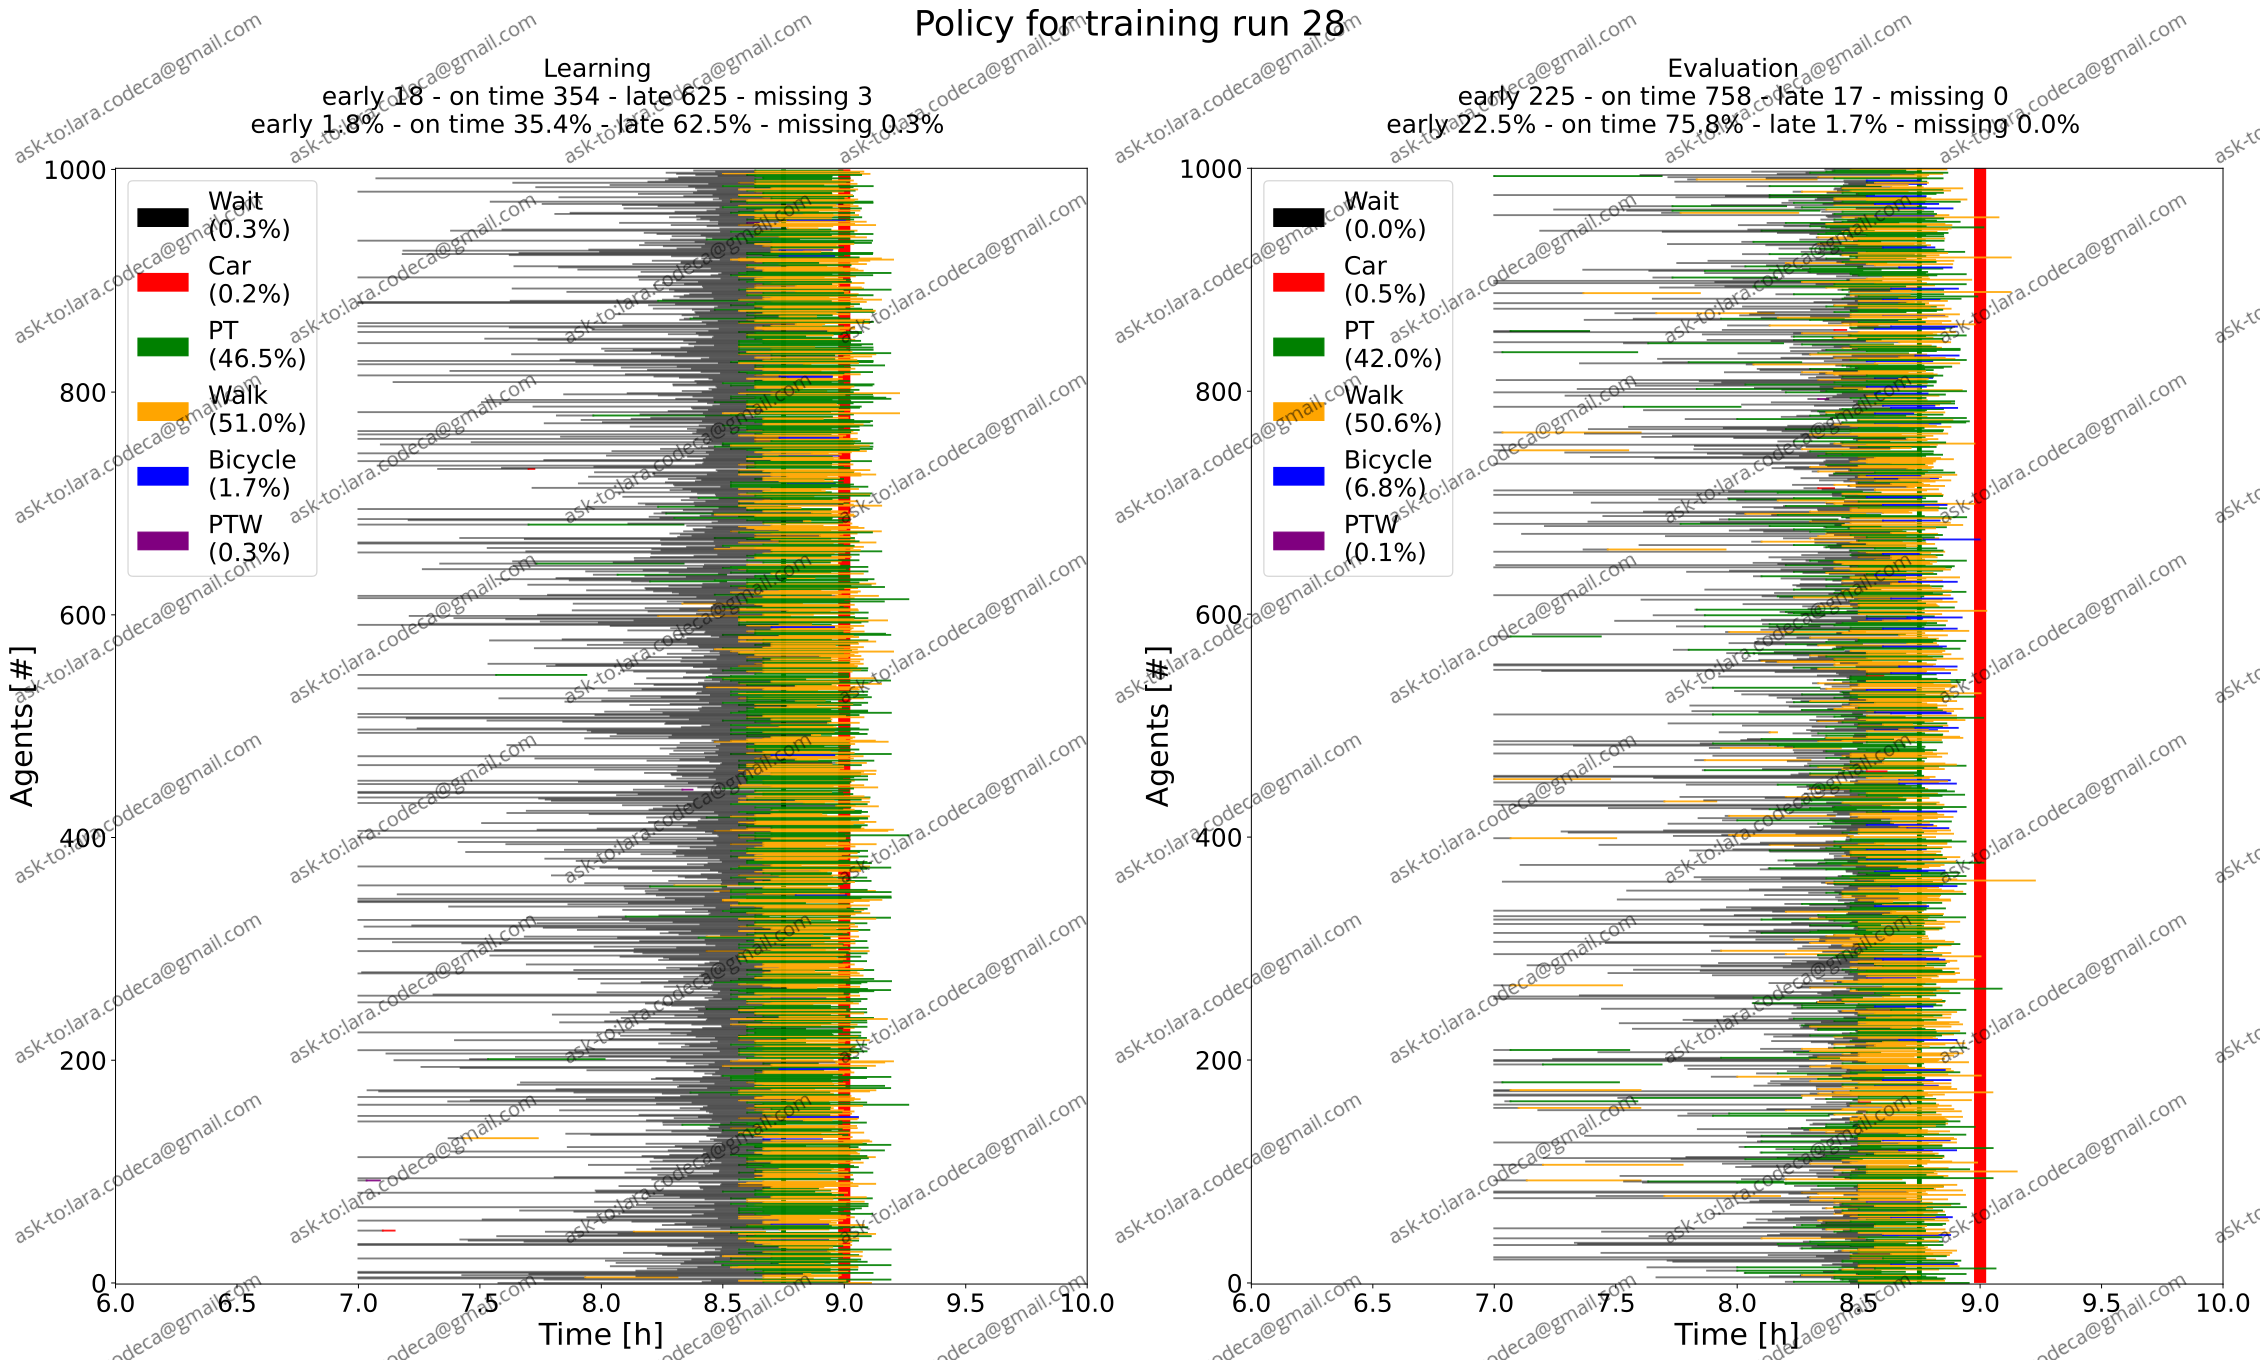 Policy for training run 28
Learning
early 18 - on time 354 - late 625 - missing 3
early 1.8% - on time 35.4% - late 62.5% - missing 0.3%
Wait
(0.3%)
Car
(0.2%)
PT
(46.5%)
Walk
(51.0%)
Bicycle
(1.7%)
PTW
(0.3%)
1000
800
600
400
200
0
Agents [#]
6.0 6.5 7.0 7.5 8.0 8.5 9.0 9.5 10.0
Time [h]
Evaluation
early 225 - on time 758 - late 17 - missing 0
early 22.5% - on time 75.8% - late 1.7% - missing 0.0%
Wait
(0.0%)
Car
(0.5%)
PT
(42.0%)
Walk
(50.6%)
Bicycle
(6.8%)
PTW
(0.1%)
1000
800
600
400
200
0
Agents [#]
6.0 6.5 7.0 7.5 8.0 8.5 9.0 9.5 10.0
Time [h]
ask-to:lara.codeca@gmail.com